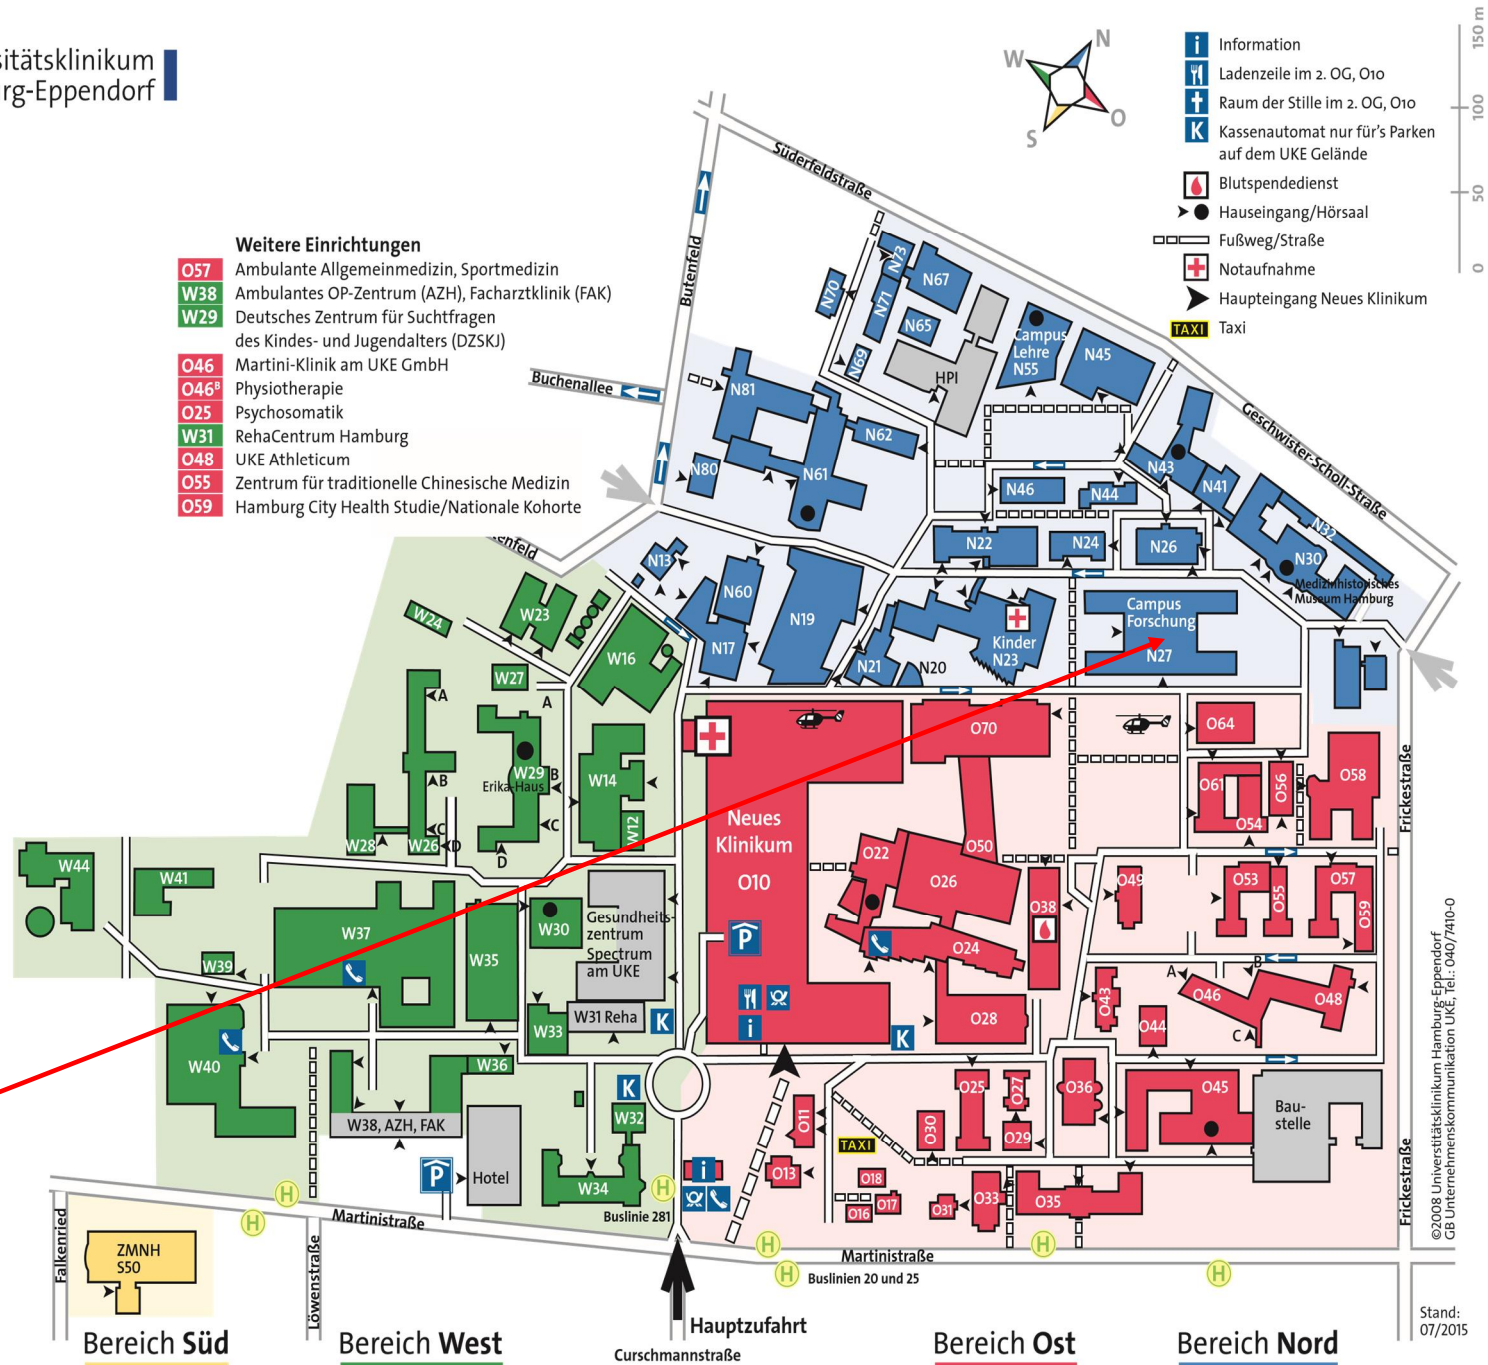 sitätsklinikum
rg-Eppendorf
W
N
S
O
Information
Ladenzeile im 2. OG, O10
Raum der Stille im 2. OG, O10
K
Kassenautomat nur für's Parken
auf dem UKE Gelände
Blutspendedienst
Hauseingang/Hörsaal
Fußweg/Straße
Notaufnahme
Haupteingang Neues Klinikum
TAXI Taxi
150 m
100
50
0
Weitere Einrichtungen
O57 Ambulante Allgemeinmedizin, Sportmedizin
W38 Ambulantes OP-Zentrum (AZH), Facharztklinik (FAK)
W29 Deutsches Zentrum für Suchtfragen
des Kindes- und Jugendalters (DZSKJ)
O46 Martini-Klinik am UKE GmbH
O46B Physiotherapie
O25 Psychosomatik
W31 RehaCentrum Hamburg
O48 UKE Athleticum
O55 Zentrum für traditionelle Chinesische Medizin
O59 Hamburg City Health Studie/Nationale Kohorte
Süderfeldstraße
Butenfeld
Buchenallee
Geschwister-Scholl-Straße
enfeld
N73
N67
N70
N71
N65
N69
HPI
Campus
Lehre
N55
N45
N81
N62
N80
N61
N43
N41
N46
N44
N32
N30
Medizinhistorisches
Museum Hamburg
N22
N24
N26
N13
N60
N19
N17
N21
N20
Kinder
N23
Campus
Forschung
N27
W24
W23
W16
W27
A
A
B
C
D
W29
Erika-Haus
B
C
D
W14
W12
W28
W26
W44
W41
W37
W39
W35
W30
Gesundheits-
zentrum
Spectrum
am UKE
W31 Reha
W33
K
W40
W36
W38, AZH, FAK
P
Hotel
K
W32
W34
Neues
Klinikum
O10
P
i
K
O70
O64
O61
O56
O58
O54
O50
O22
O26
O38
O49
O53
O55
O57
O59
O24
O28
O43
O44
A
B
C
O46
O48
O25
O27
O29
O30
O36
O45
Bau-
stelle
O11
O13
TAXI
O18
O17
O16
O31
O33
O35
i
H
H
H
H
H
H
H
Buslinie 281
Martinistraße
Martinistraße
Buslinien 20 und 25
Frickestraße
Frickestraße
Falkenried
Löwenstraße
ZMNH
S50
Hauptzufahrt
Curschmannstraße
Bereich Süd
Bereich West
Bereich Ost
Bereich Nord
Stand:
07/2015
©2008 Universtitätsklinikum Hamburg-Eppendorf
GB Unternehmenskommunikation UKE, Tel.: 040/7410-0